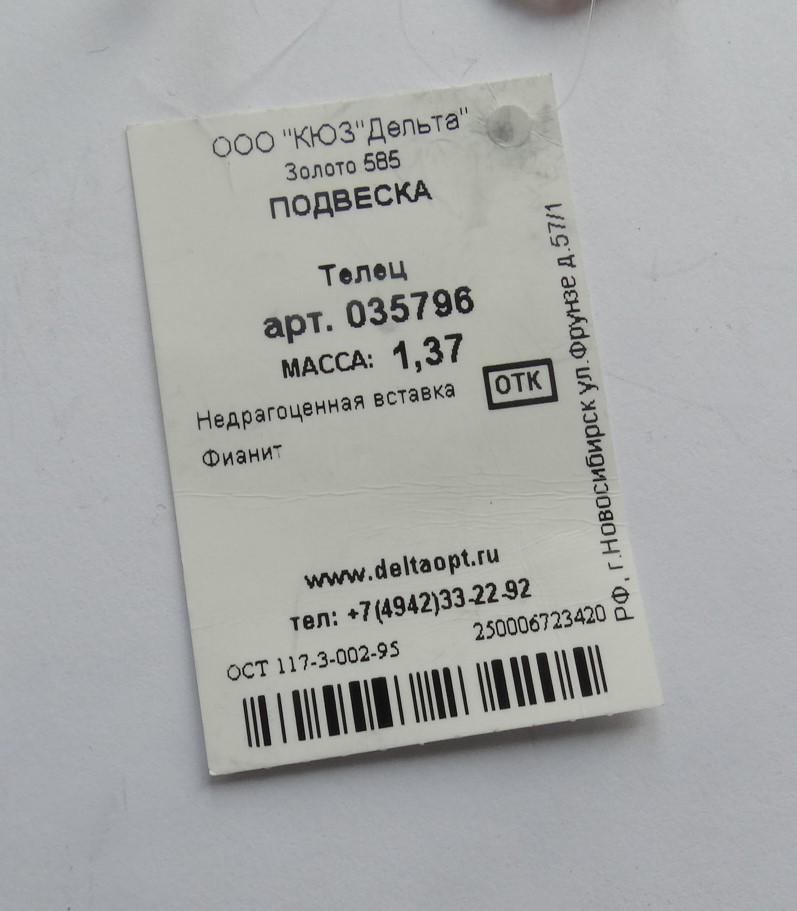 ООО "КЮЗ"Дельта"
Золото 585
ПОДВЕСКА
Телец
арт. 035796
МАССА: 1,37
ОТК
Недрагоценная вставка
Фианит
www.deltaopt.ru
тел: +7(4942)33-22-92
ОСТ 117-3-002-95
250006723420
РФ, г.Новосибирск ул.Фрунзе д.57/1